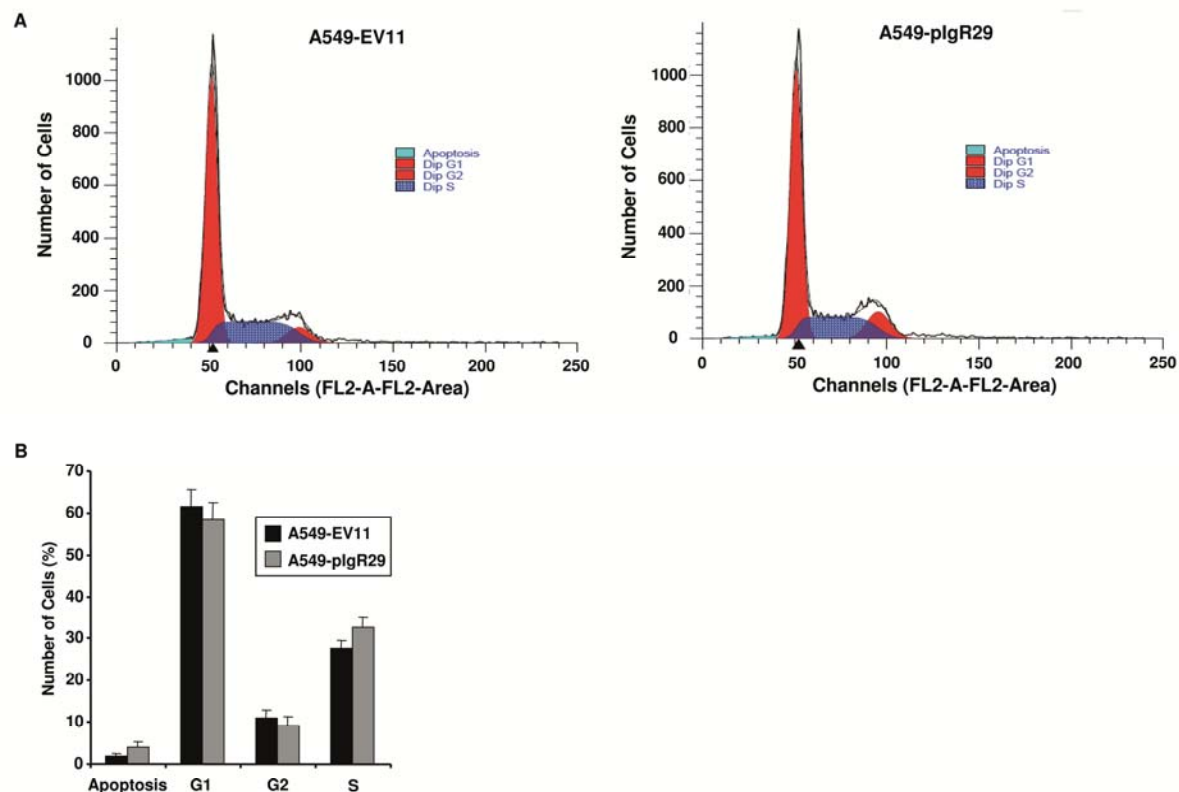 A
A549-EV11
Number of Cells
1000
800
600
400
200
0
0
50
100
150
200
250
Channels (FL2-A-FL2-Area)
Apoptosis
Dip G1
Dip G2
Dip S
A549-pIgR29
Number of Cells
1000
800
600
400
200
0
0
50
100
150
200
250
Channels (FL2-A-FL2-Area)
Apoptosis
Dip G1
Dip G2
Dip S
B
Number of Cells (%)
70
60
50
40
30
20
10
0
A549-EV11
A549-pIgR29
Apoptosis
G1
G2
S